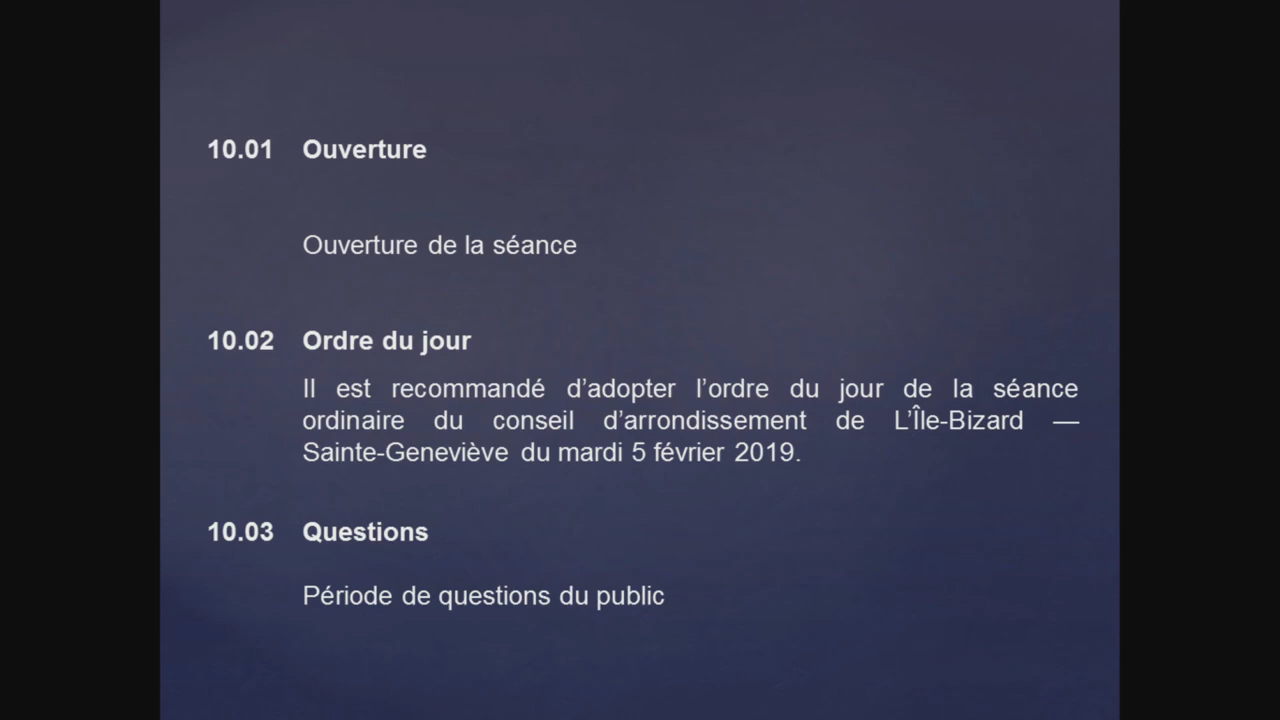 10.01 Ouverture
Ouverture de la séance
10.02 Ordre du jour
Il est recommandé d’adopter l’ordre du jour de la séance
ordinaire du conseil d’arrondissement de L’Île-Bizard —
Sainte-Geneviève du mardi 5 février 2019.
10.03 Questions
Période de questions du public